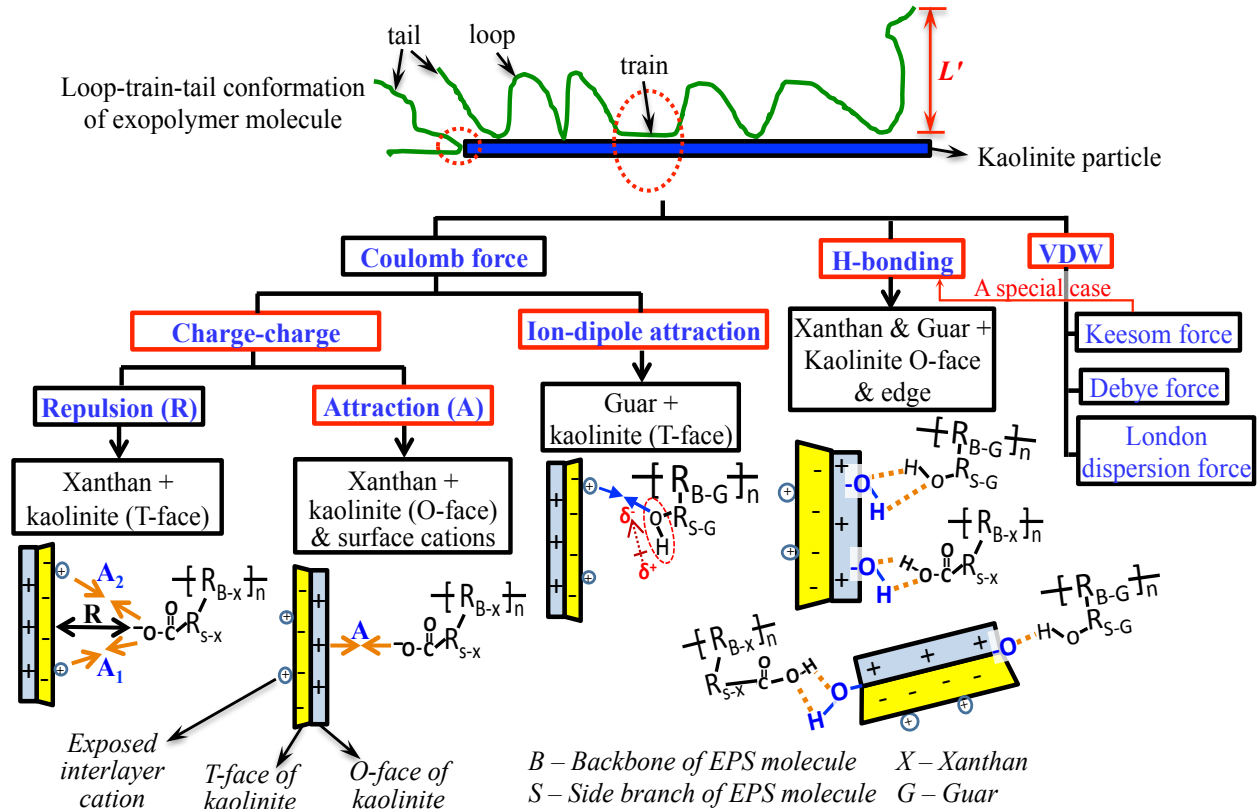 tail
loop
train
L'
Loop-train-tail conformation
of exopolymer molecule
Kaolinite particle
Coulomb force
H-bonding
VDW
A special case
Charge-charge
Ion-dipole attraction
Xanthan & Guar +
Kaolinite O-face
& edge
Keesom force
Debye force
London
dispersion force
Repulsion (R)
Attraction (A)
Guar +
kaolinite (T-face)
Xanthan +
kaolinite (T-face)
Xanthan +
kaolinite (O-face)
& surface cations
[R B-G]n
O
H
R S-G
δ-
δ+
+ + + +
- - - -
-O
H
H
O
[R B-G]n
R S-G
-O
H
HO-C
O
[R B-x]n
R S-x
A2
R
A1
-O-C
O
[R B-x]n
R S-x
A
-O-C
O
[R B-x]n
R S-x
[R B-x]n
R S-x
C
O
O-H
O
H
+ + + +
- - - -
-O
H
O
[R B-G]n
R S-G
Exposed
interlayer
cation
T-face of
kaolinite
O-face of
kaolinite
B – Backbone of EPS molecule
X – Xanthan
S – Side branch of EPS molecule
G – Guar